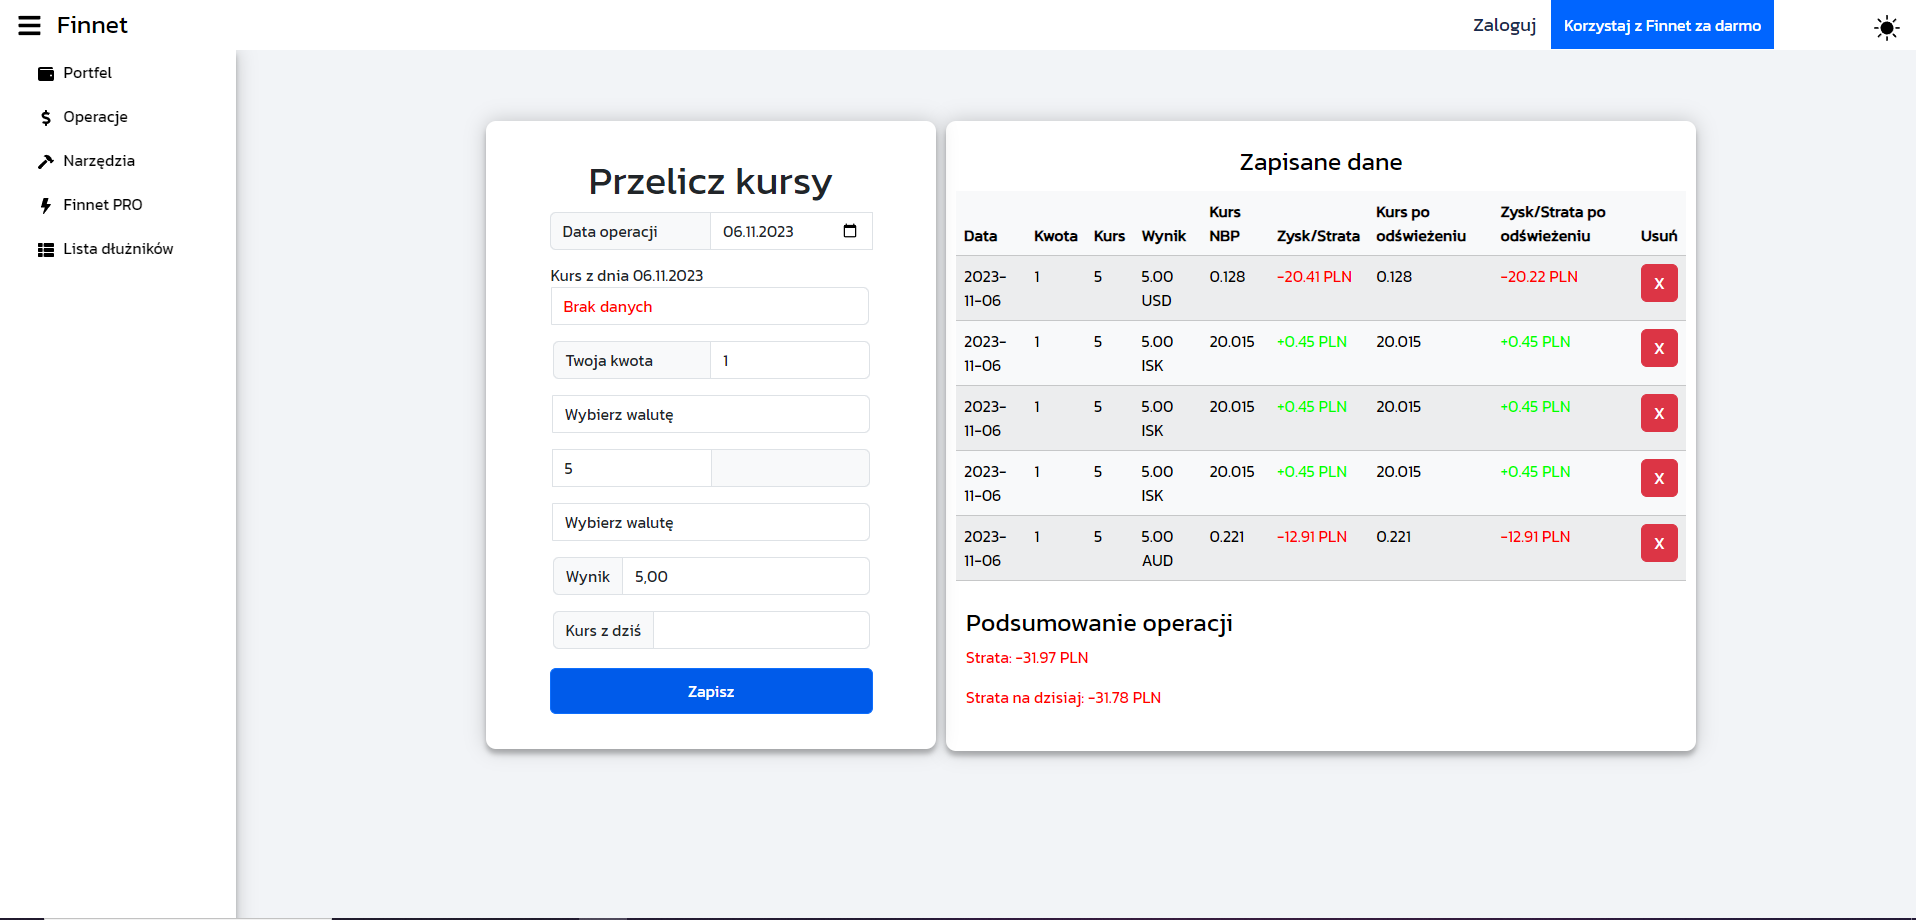 Finnet
Zaloguj
Korzystaj z Finnet za darmo
Portfel
Operacje
Narzędzia
Finnet PRO
Lista dłużników
Przelicz kursy
Data operacji 06.11.2023
Kurs z dnia 06.11.2023
Brak danych
Twoja kwota 1
Wybierz walutę
5
Wybierz walutę
Wynik 5,00
Kurs z dziś
Zapisz
Zapisane dane
Data Kwota Kurs Wynik Kurs NBP Zysk/Strata Kurs po odświeżeniu Zysk/Strata po odświeżeniu Usuń
2023-11-06 1 5 5.00 USD 0.128 -20.41 PLN 0.128 -20.22 PLN X
2023-11-06 1 5 5.00 ISK 20.015 +0.45 PLN 20.015 +0.45 PLN X
2023-11-06 1 5 5.00 ISK 20.015 +0.45 PLN 20.015 +0.45 PLN X
2023-11-06 1 5 5.00 ISK 20.015 +0.45 PLN 20.015 +0.45 PLN X
2023-11-06 1 5 5.00 AUD 0.221 -12.91 PLN 0.221 -12.91 PLN X
Podsumowanie operacji
Strata: -31.97 PLN
Strata na dzisiaj: -31.78 PLN